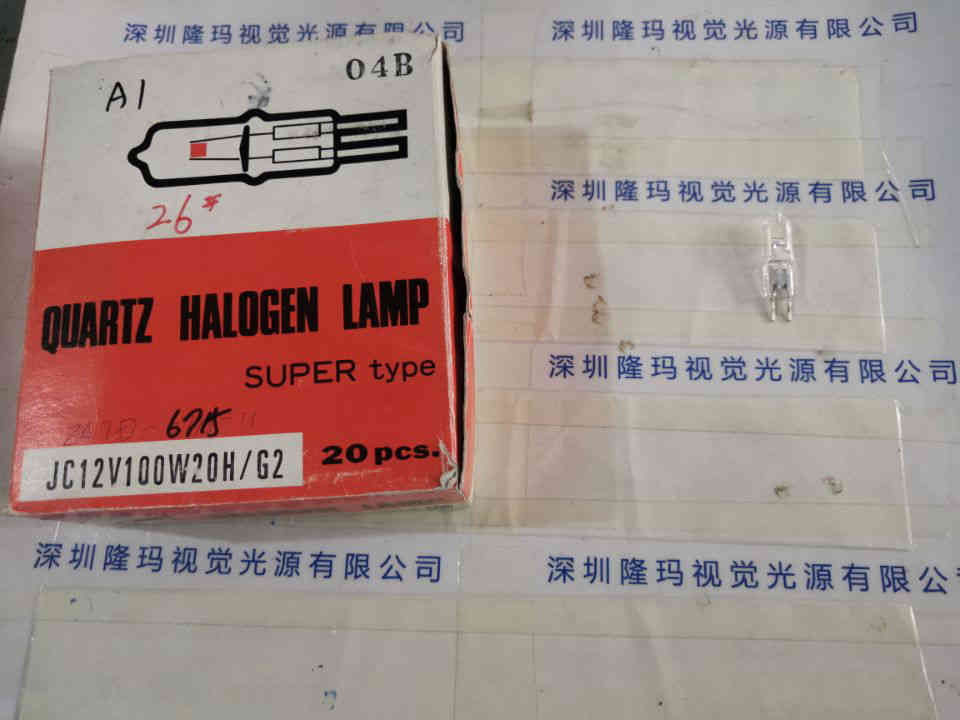 深圳隆玛视觉光源有限公司
深圳隆玛视觉光源有限公司
04B
A1
26#
深圳隆玛视觉光源有限公司
QUARTZ HALOGEN LAMP
SUPER type
深圳隆玛视觉光源有限公司
6715
20 pcs.
JC12V100W20H/G2
深圳隆玛视觉光源有限公司
深圳隆玛视觉光源有限公